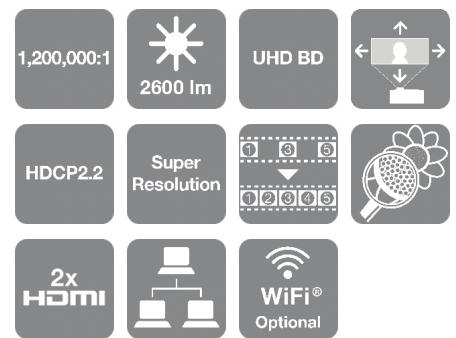 1,200,000:1
2600 lm
UHD BD
HDCP2.2
Super
Resolution
1 3 5
1 2 3 4 5
2x
HDMI
WiFi®
Optional